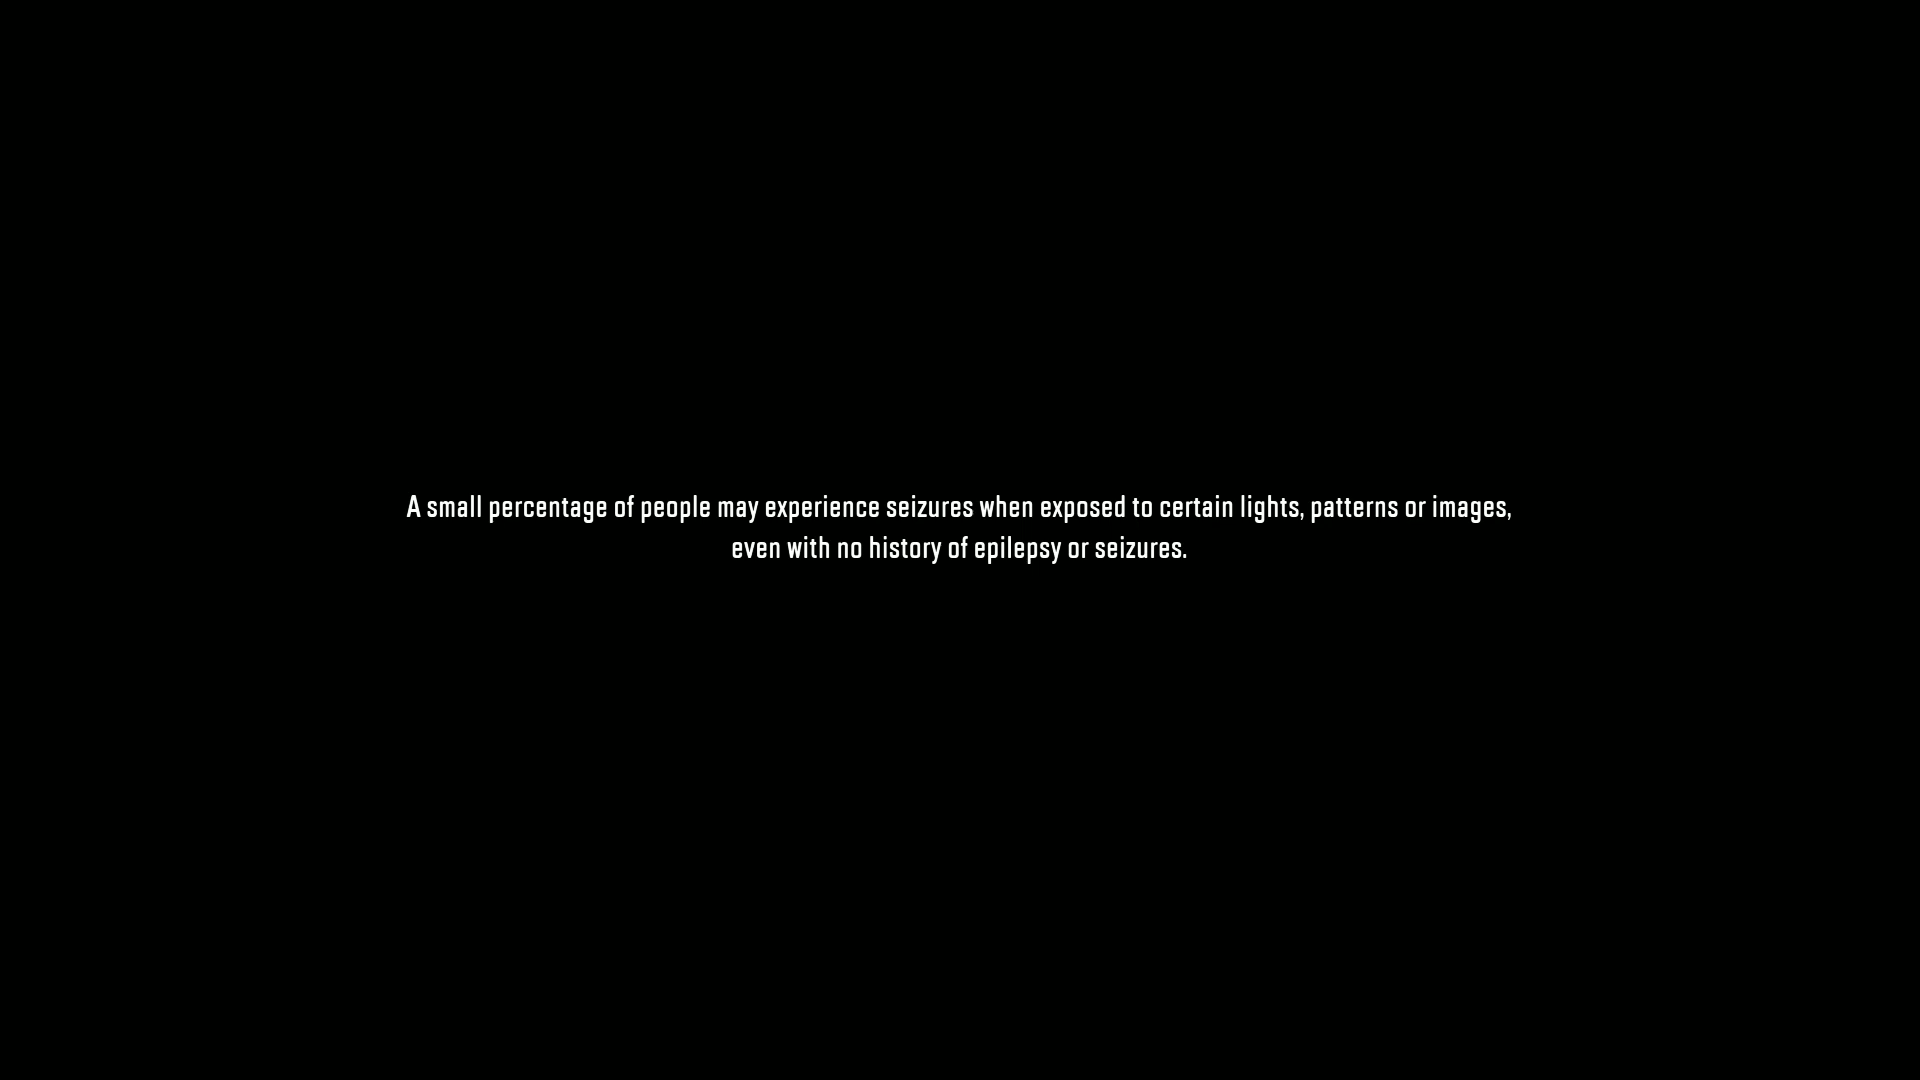 A small percentage of people may experience seizures when exposed to certain lights, patterns or images,
even with no history of epilepsy or seizures.